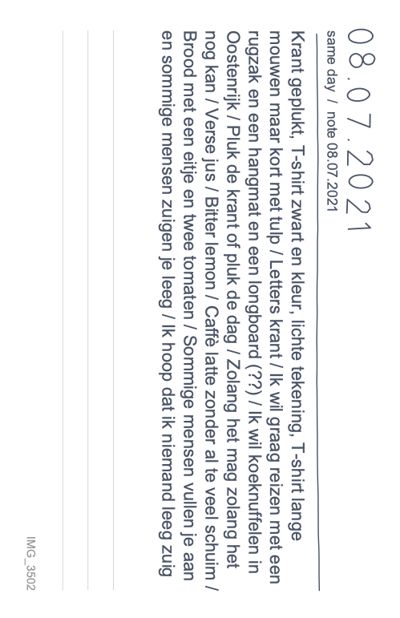 08.07.2021
same day / note 08.07.2021
Krant geplukt, T-shirt zwart en kleur, lichte tekening, T-shirt lange
mouwen maar kort met tulp / Letters krant / Ik wil graag reizen met een
rugzak en een hangmat en een longboard (??) / Ik wil koeknuffelen in
Oostenrijk / Pluk de krant of pluk de dag / Zolang het mag zolang het
nog kan / Verse jus / Bitter lemon / Caffè latte zonder al te veel schuim /
Brood met een eitje en twee tomaten / Sommige mensen vullen je aan
en sommige mensen zuigen je leeg / Ik hoop dat ik niemand leeg zuig
IMG_3502